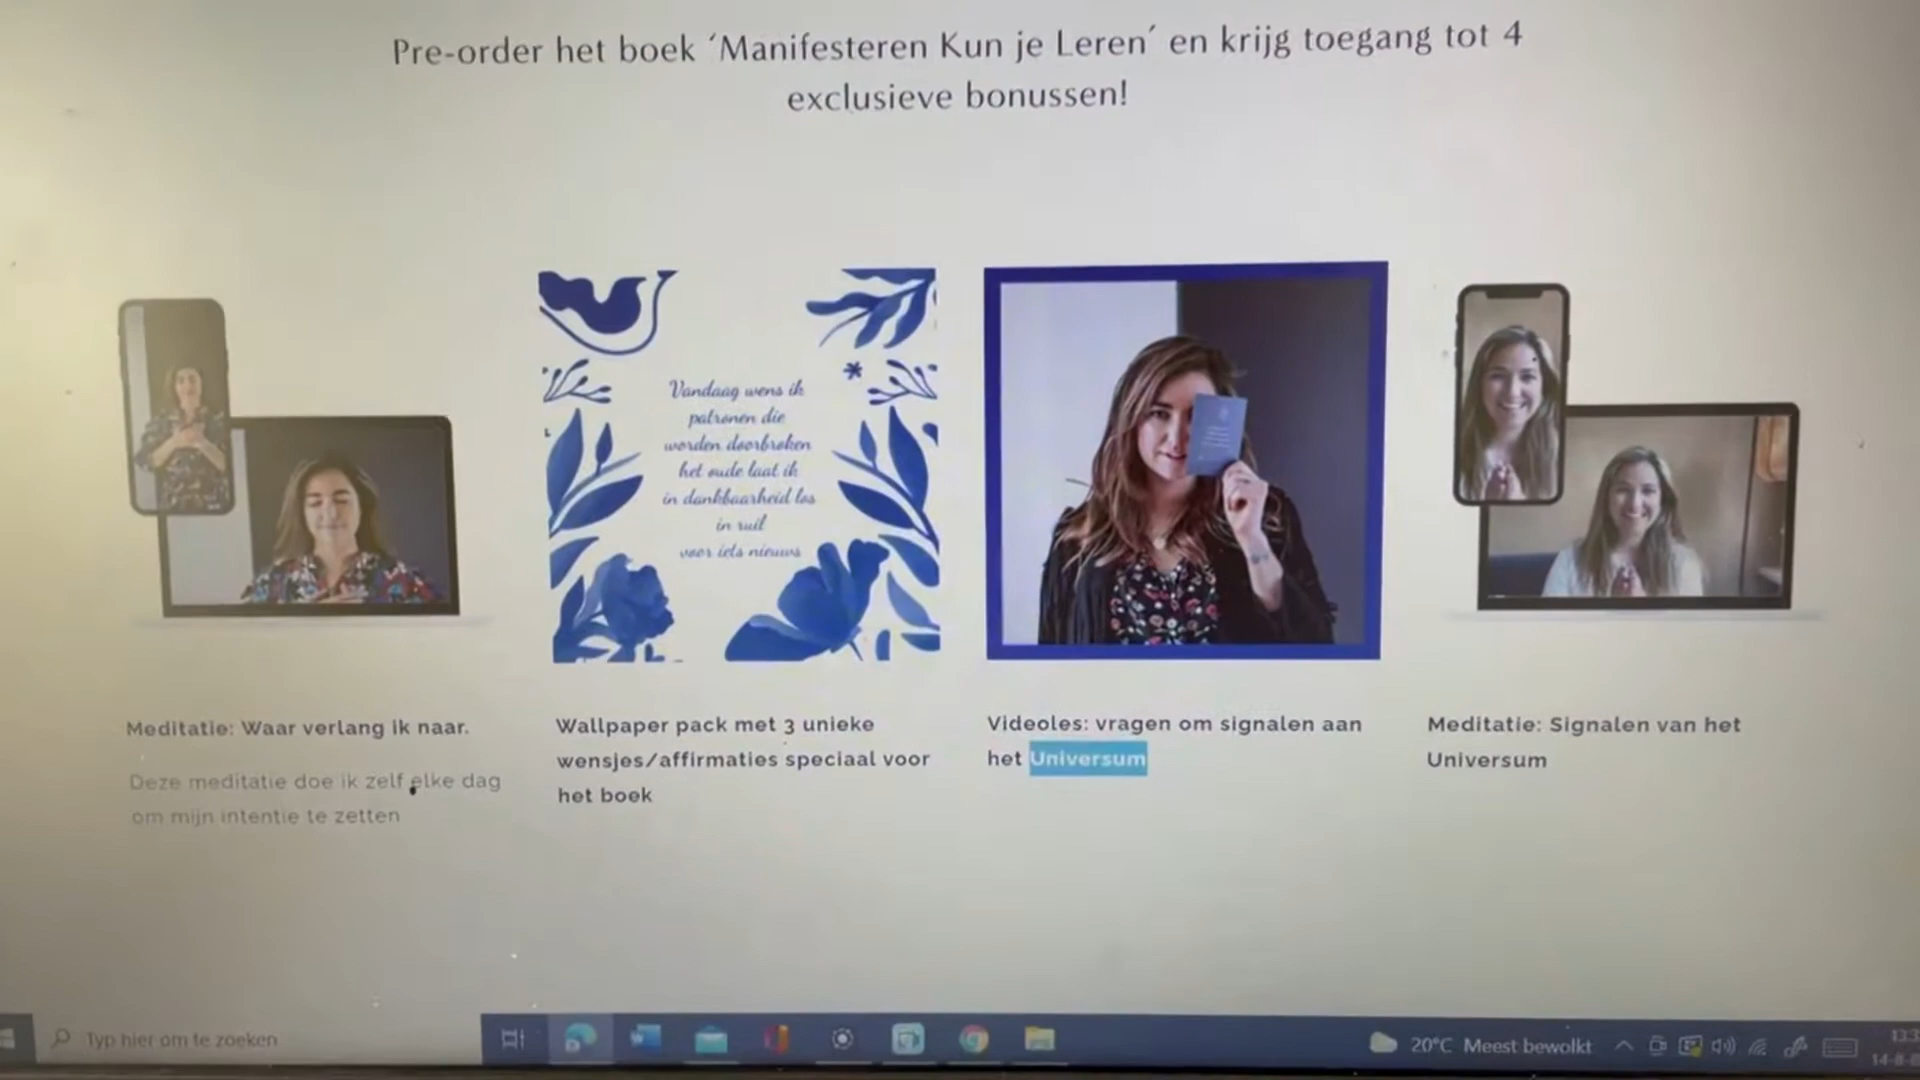 Pre-order het boek ‘Manifesteren Kun je Leren’ en krijg toegang tot 4
exclusieve bonussen!
Vandaag wens ik
patronen die
worden doorbroken
het oude laat ik
in dankbaarheid los
in ruil
voor iets nieuws
Meditatie: Waar verlang ik naar.
Deze meditatie doe ik zelf elke dag
om mijn intentie te zetten
Wallpaper pack met 3 unieke
wensjes/affirmaties speciaal voor
het boek
Videoles: vragen om signalen aan
het Universum
Meditatie: Signalen van het
Universum
Typ hier om te zoeken
20°C Meest bewolkt